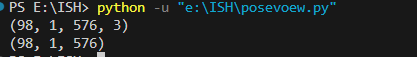 PS E:\ISH> python -u "e:\ISH\posevoew.py"
(98, 1, 576, 3)
(98, 1, 576)